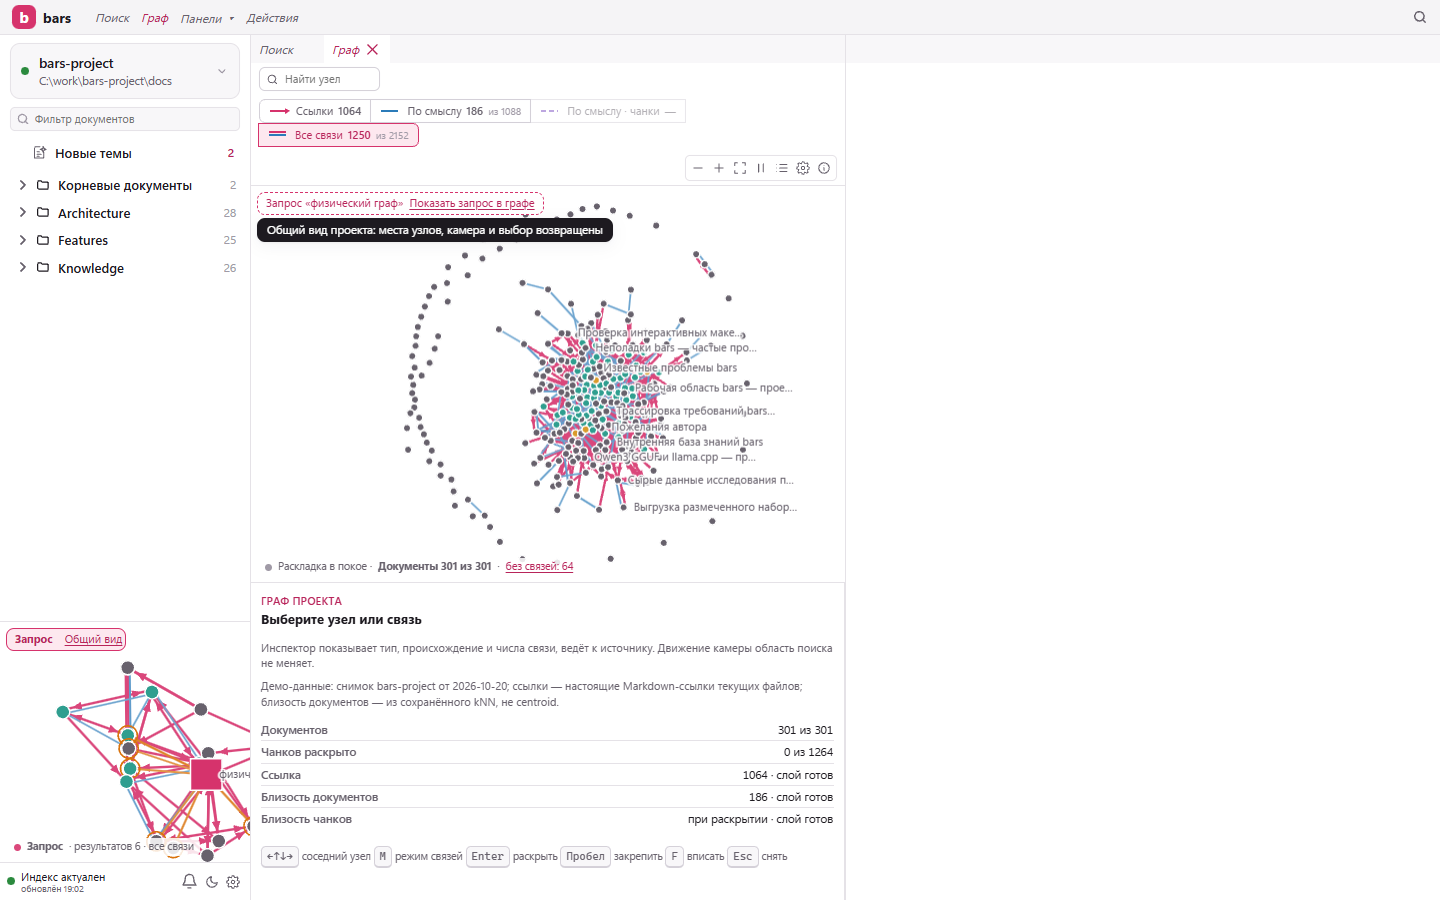 b bars Поиск Граф Панели Действия
bars-project
C:\work\bars-project\docs
Фильтр документов
Новые темы 2
Корневые документы 2
Architecture 28
Features 25
Knowledge 26
Запрос Общий вид
физич
Запрос · результатов 6 · все связи
Индекс актуален
обновлён 19:02
Поиск Граф
Найти узел
Ссылки 1064 По смыслу 186 из 1088 По смыслу · чанки —
Все связи 1250 из 2152
Запрос «физический граф» Показать запрос в графе
Общий вид проекта: места узлов, камера и выбор возвращены
Проверка интерактивных маке...
Неполадки bars — частые про...
Известные проблемы bars
Рабочая область bars — прое...
Трассировка требований bars...
Пожелания автора
Внутренняя база знаний bars
Qwen3 GGUF и llama.cpp — пр...
Сырые данные исследования п...
Выгрузка размеченного набор...
Раскладка в покое · Документы 301 из 301 · без связей: 64
ГРАФ ПРОЕКТА
Выберите узел или связь
Инспектор показывает тип, происхождение и числа связи, ведёт к источнику. Движение камеры область поиска
не меняет.
Демо-данные: снимок bars-project от 2026-10-20; ссылки — настоящие Markdown-ссылки текущих файлов;
близость документов — из сохранённого kNN, не centroid.
Документы 301 из 301
Чанков раскрыто 0 из 1264
Ссылка 1064 · слой готов
Близость документов 186 · слой готов
Близость чанков при раскрытии · слой готов
←↑↓→ соседний узел M режим связей Enter раскрыть Пробел закрепить F вписать Esc снять